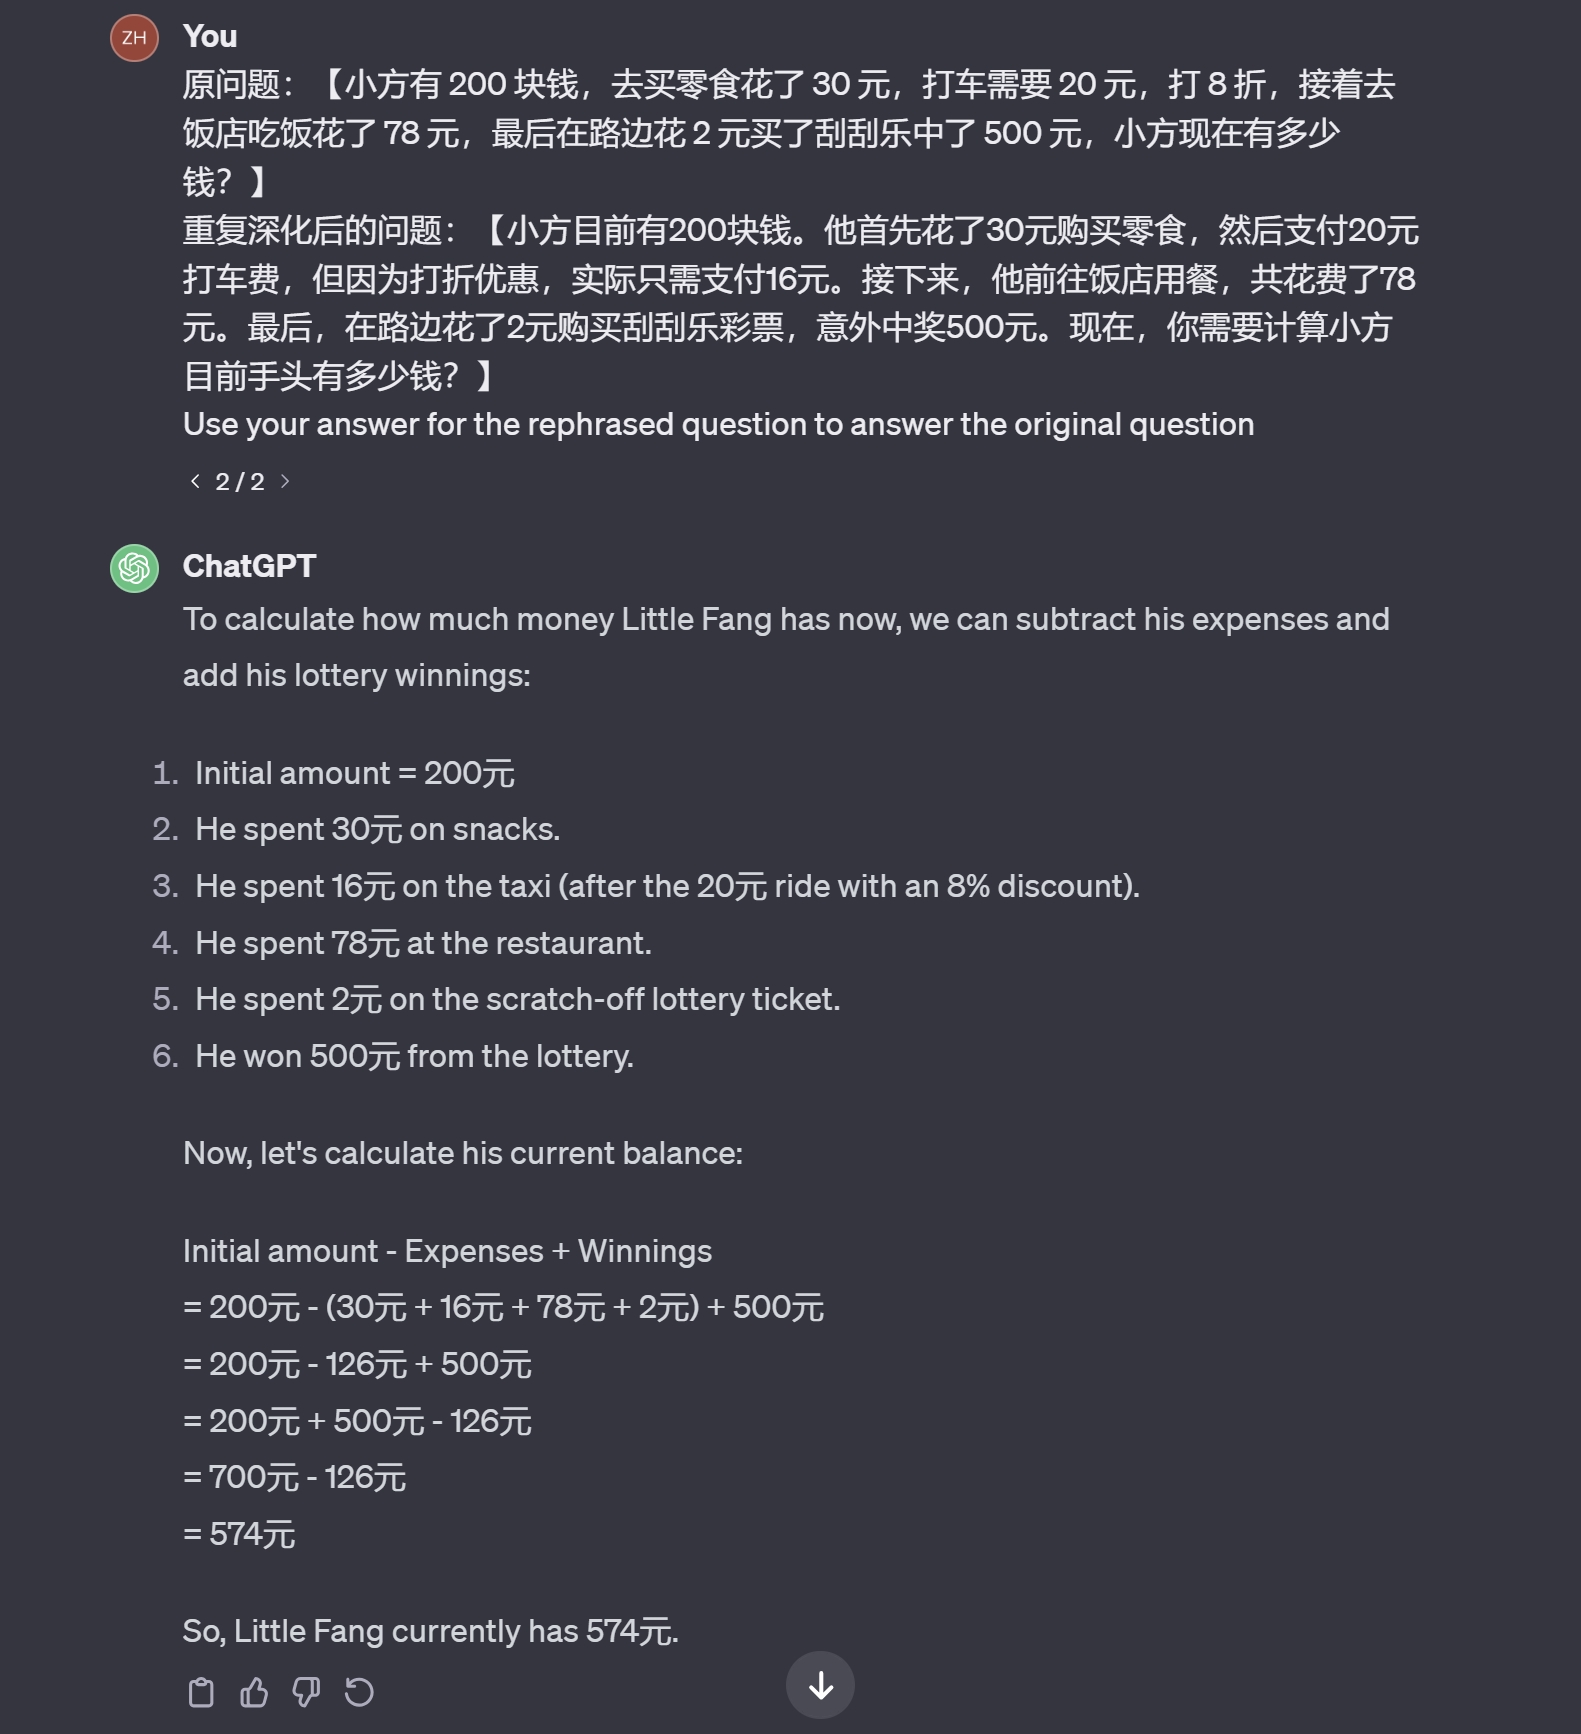 ZH
You
原问题：【小方有 200 块钱，去买零食花了 30 元，打车需要 20 元，打 8 折，接着去
饭店吃饭花了 78 元，最后在路边花 2 元买了刮刮乐中了 500 元，小方现在有多少
钱？】
重复深化后的问题：【小方目前有200块钱。他首先花了30元购买零食，然后支付20元
打车费，但因为打折优惠，实际只需支付16元。接下来，他前往饭店用餐，共花费了78
元。最后，在路边花了2元购买刮刮乐彩票，意外中奖500元。现在，你需要计算小方
目前手头有多少钱？】
Use your answer for the rephrased question to answer the original question
2 / 2
ChatGPT
To calculate how much money Little Fang has now, we can subtract his expenses and
add his lottery winnings:
1. Initial amount = 200元
2. He spent 30元 on snacks.
3. He spent 16元 on the taxi (after the 20元 ride with an 8% discount).
4. He spent 78元 at the restaurant.
5. He spent 2元 on the scratch-off lottery ticket.
6. He won 500元 from the lottery.
Now, let's calculate his current balance:
Initial amount - Expenses + Winnings
= 200元 - (30元 + 16元 + 78元 + 2元) + 500元
= 200元 - 126元 + 500元
= 200元 + 500元 - 126元
= 700元 - 126元
= 574元
So, Little Fang currently has 574元.